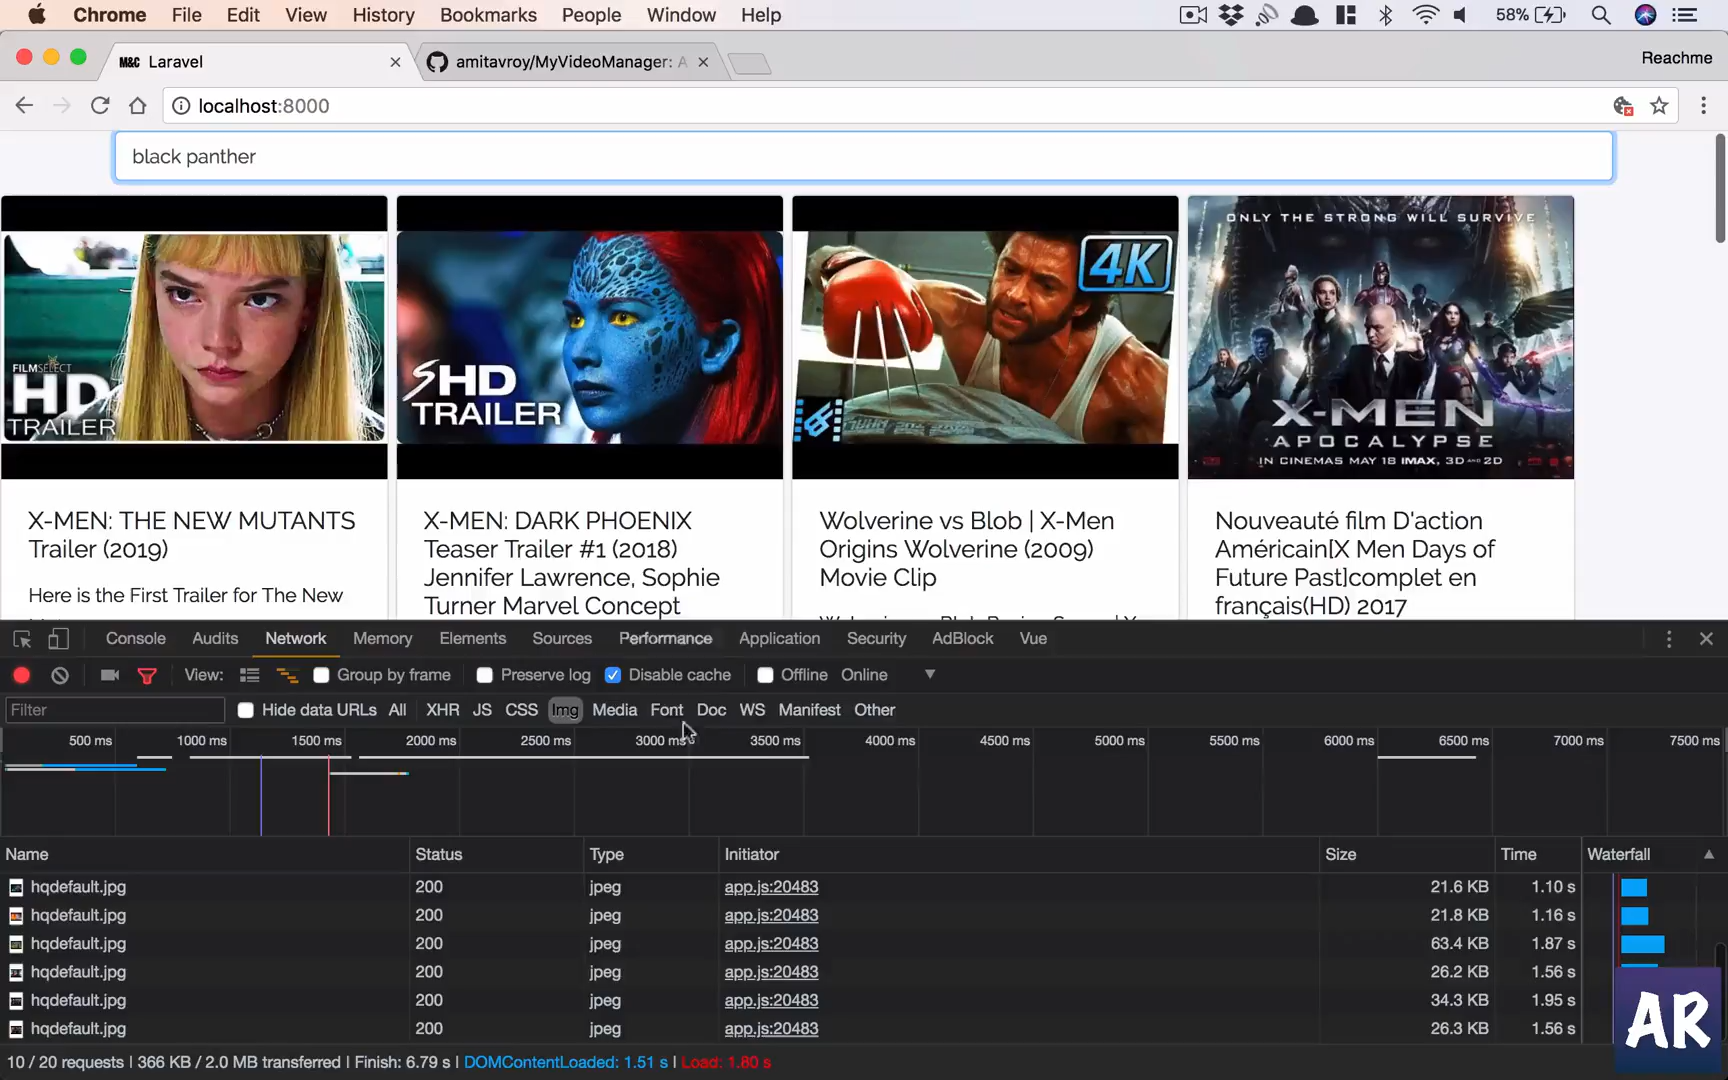 Chrome File Edit View History Bookmarks People Window Help 58%
M&C Laravel
amitavroy/MyVideoManager: A
Reachme
localhost:8000
black panther
FILMSELECT
HD
TRAILER
SHD
TRAILER
4K
ONLY THE STRONG WILL SURVIVE
X-MEN
APOCALYPSE
IN CINEMAS MAY 18 IMAX, 3D AND 2D
X-MEN: THE NEW MUTANTS
Trailer (2019)
Here is the First Trailer for The New
X-MEN: DARK PHOENIX
Teaser Trailer #1 (2018)
Jennifer Lawrence, Sophie
Turner Marvel Concept
Wolverine vs Blob | X-Men
Origins Wolverine (2009)
Movie Clip
Nouveauté film D'action
Américain[X Men Days of
Future Past]complet en
français(HD) 2017
Console Audits Network Memory Elements Sources Performance Application Security AdBlock Vue
View: Group by frame Preserve log Disable cache Offline Online
Filter Hide data URLs All XHR JS CSS Img Media Font Doc WS Manifest Other
500 ms 1000 ms 1500 ms 2000 ms 2500 ms 3000 ms 3500 ms 4000 ms 4500 ms 5000 ms 5500 ms 6000 ms 6500 ms 7000 ms 7500 ms
Name Status Type Initiator Size Time Waterfall
hqdefault.jpg 200 jpeg app.js:20483 21.6 KB 1.10 s
hqdefault.jpg 200 jpeg app.js:20483 21.8 KB 1.16 s
hqdefault.jpg 200 jpeg app.js:20483 63.4 KB 1.87 s
hqdefault.jpg 200 jpeg app.js:20483 26.2 KB 1.56 s
hqdefault.jpg 200 jpeg app.js:20483 34.3 KB 1.95 s
hqdefault.jpg 200 jpeg app.js:20483 26.3 KB 1.56 s
AR
10 / 20 requests | 366 KB / 2.0 MB transferred | Finish: 6.79 s | DOMContentLoaded: 1.51 s | Load: 1.80 s